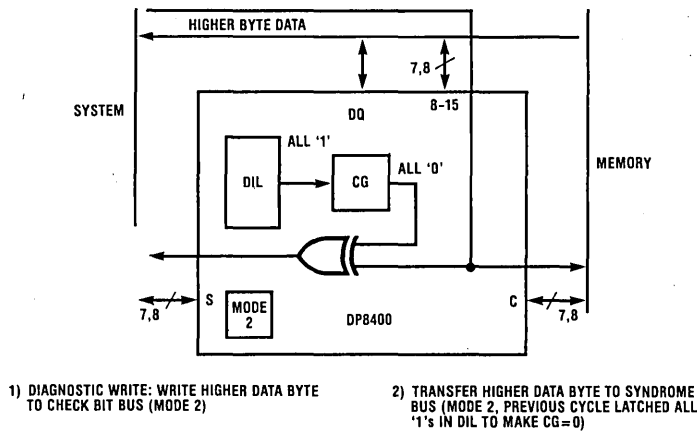 HIGHER BYTE DATA
7,8
SYSTEM
DQ
8-15
ALL '1'
ALL '0'
MEMORY
DIL
CG
S
MODE
2
DP8400
C
7,8
7,8
1) DIAGNOSTIC WRITE: WRITE HIGHER DATA BYTE
TO CHECK BIT BUS (MODE 2)
2) TRANSFER HIGHER DATA BYTE TO SYNDROME
BUS (MODE 2, PREVIOUS CYCLE LATCHED ALL
'1's IN DIL TO MAKE CG=0)